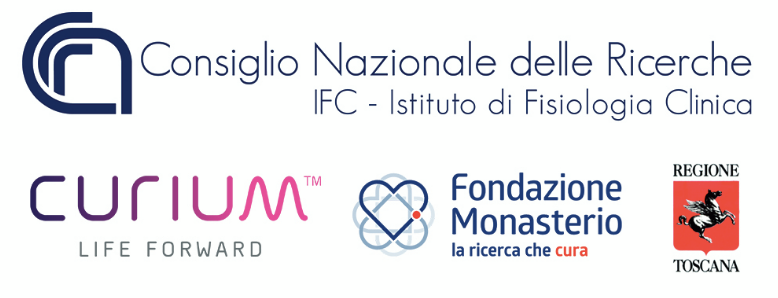 Consiglio Nazionale delle Ricerche
IFC - Istituto di Fisiologia Clinica
curium™
LIFE FORWARD
Fondazione
Monasterio
la ricerca che cura
REGIONE
TOSCANA